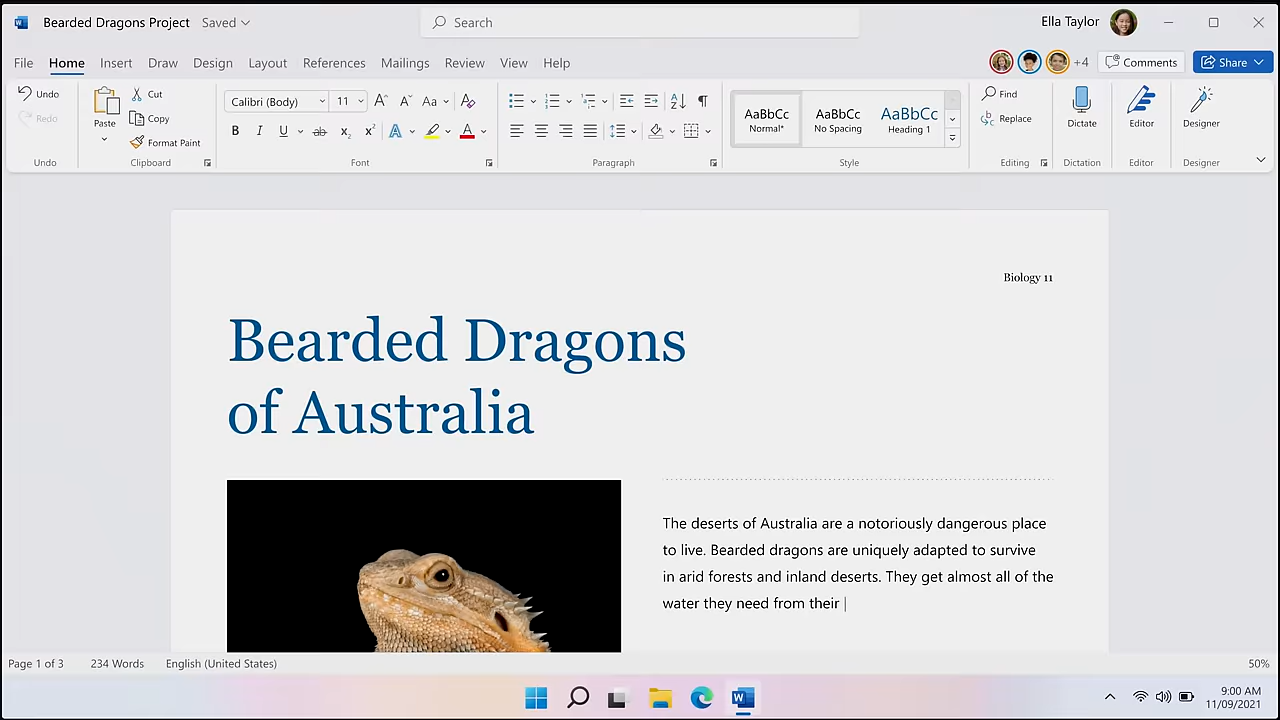 Bearded Dragons Project Saved Search Ella Taylor
File Home Insert Draw Design Layout References Mailings Review View Help +4 Comments Share
Undo
Redo
Undo
Paste
Cut
Copy
Format Paint
Clipboard
Calibri (Body) 11
Font
Paragraph
AaBbCc
Normal*
AaBbCc
No Spacing
AaBbCc
Heading 1
Style
Find
Replace
Editing
Dictate
Dictation
Editor
Editor
Designer
Designer
Biology 11
Bearded Dragons
of Australia
The deserts of Australia are a notoriously dangerous place
to live. Bearded dragons are uniquely adapted to survive
in arid forests and inland deserts. They get almost all of the
water they need from their
Page 1 of 3 234 Words English (United States) 50%
9:00 AM
11/09/2021